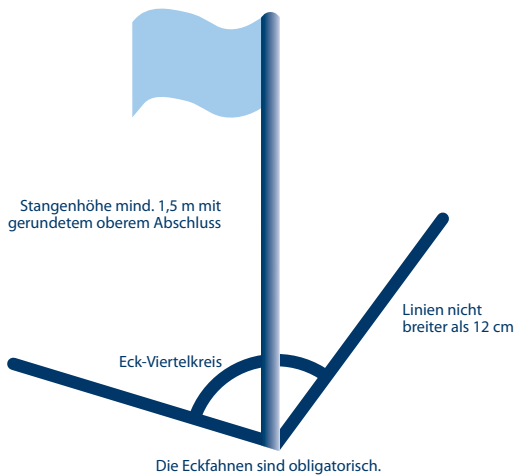 Stangenhöhe mind. 1,5 m mit
gerundetem oberem Abschluss
Linien nicht
breiter als 12 cm
Eck-Viertelkreis
Die Eckfahnen sind obligatorisch.